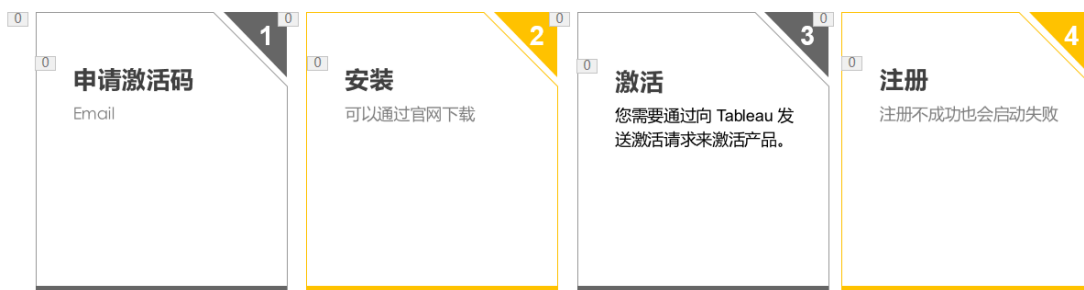 0
0
1
申请激活码
Email
0
0
2
安装
可以通过官网下载
0
0
3
激活
您需要通过向 Tableau 发
送激活请求来激活产品。
0
0
4
注册
注册不成功也会启动失败